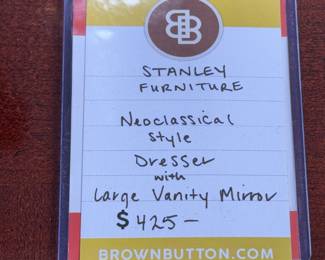 B
STANLEY
FURNITURE
Neoclassical
Style
Dresser
with
Large Vanity Mirror
$425-
BROWNBUTTON.COM